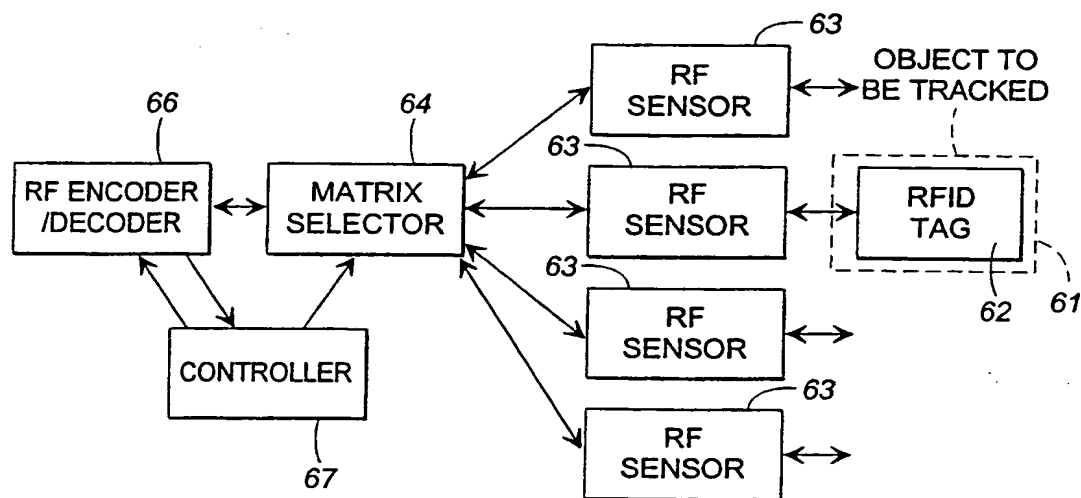 63
RF
SENSOR
OBJECT TO
BE TRACKED
66
RF ENCODER
/DECODER
64
MATRIX
SELECTOR
63
RF
SENSOR
RFID
TAG
62
61
63
RF
SENSOR
CONTROLLER
67
63
RF
SENSOR